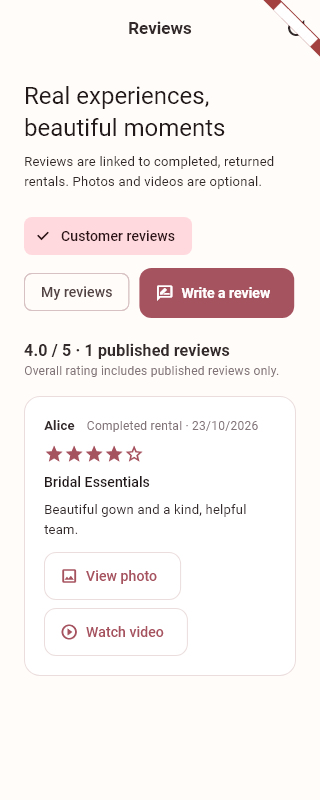 Reviews
Real experiences,
beautiful moments
Reviews are linked to completed, returned
rentals. Photos and videos are optional.
Customer reviews
My reviews
Write a review
4.0 / 5 · 1 published reviews
Overall rating includes published reviews only.
Alice Completed rental · 23/10/2026
Bridal Essentials
Beautiful gown and a kind, helpful
team.
View photo
Watch video